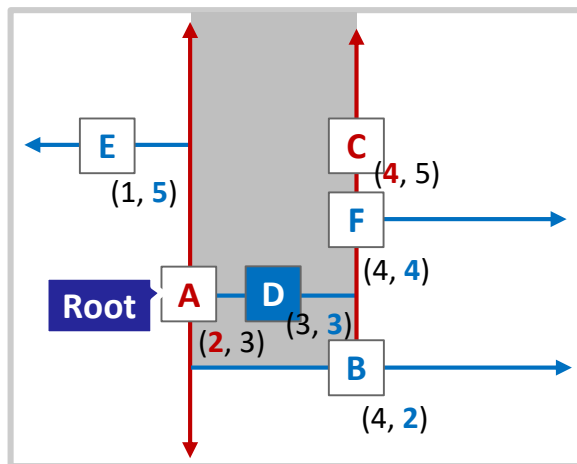 E
(1, 5)
C
(4, 5)
F
(4, 4)
Root
A
(2, 3)
D
(3, 3)
B
(4, 2)